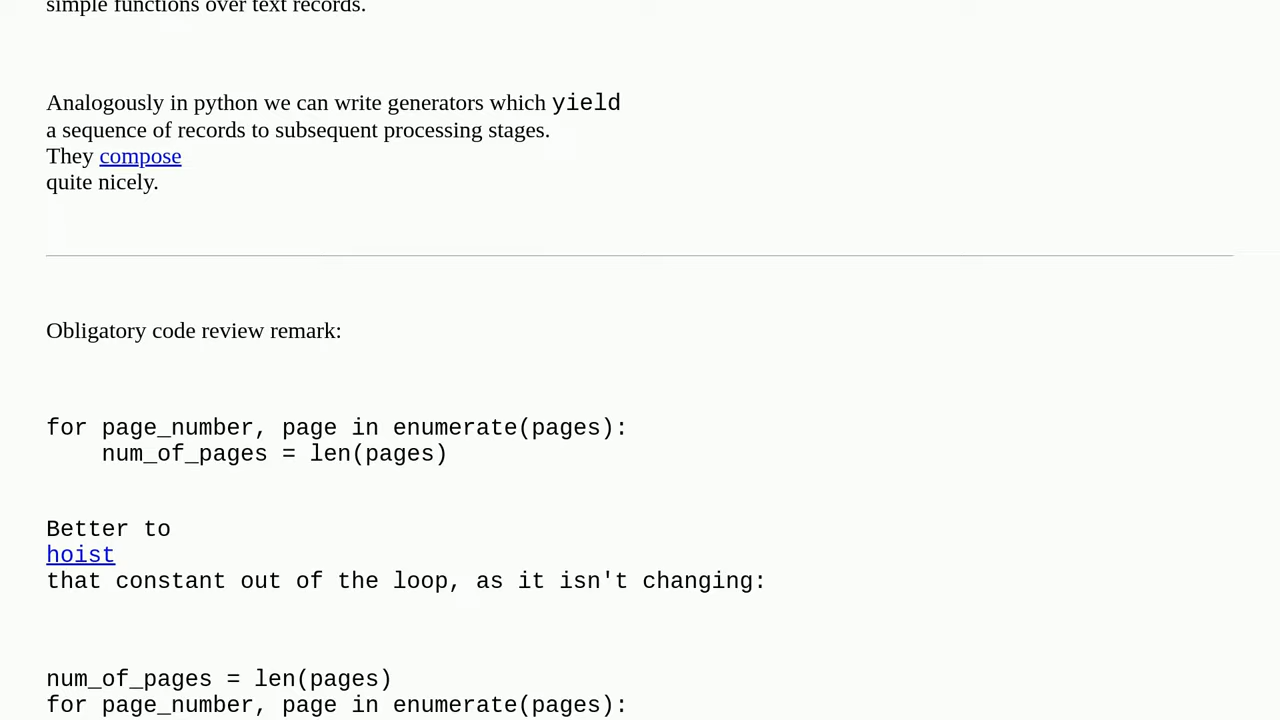 simple functions over text records.
Analogously in python we can write generators which yield
a sequence of records to subsequent processing stages.
They compose
quite nicely.
Obligatory code review remark:
for page_number, page in enumerate(pages):
    num_of_pages = len(pages)
Better to
hoist
that constant out of the loop, as it isn't changing:
num_of_pages = len(pages)
for page_number, page in enumerate(pages):